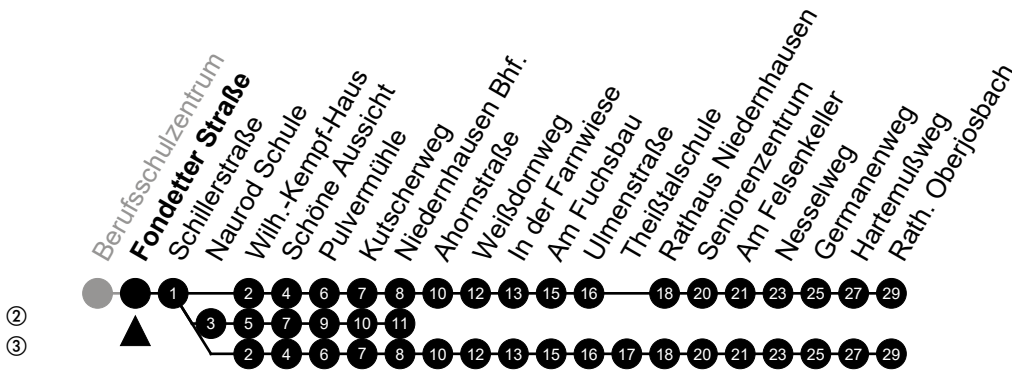 Berufsschulzentrum
Fondetter Straße
Schillerstraße
Naurod Schule
Wilh.-Kempf-Haus
Schöne Aussicht
Pulvermühle
Kutscherweg
Niedernhausen Bhf.
Ahornstraße
Weißdornweg
In der Farnwiese
Am Fuchsbau
Ulmenstraße
Theißtalschule
Rathaus Niedernhausen
Seniorenzentrum
Am Felsenkeller
Nesselweg
Germanenweg
Hartemußweg
Rath. Oberjosbach
1 2 4 6 7 8 10 12 13 15 16 18 20 21 23 25 27 29
② 3 5 7 9 10 11
③ 2 4 6 7 8 10 12 13 15 16 17 18 20 21 23 25 27 29